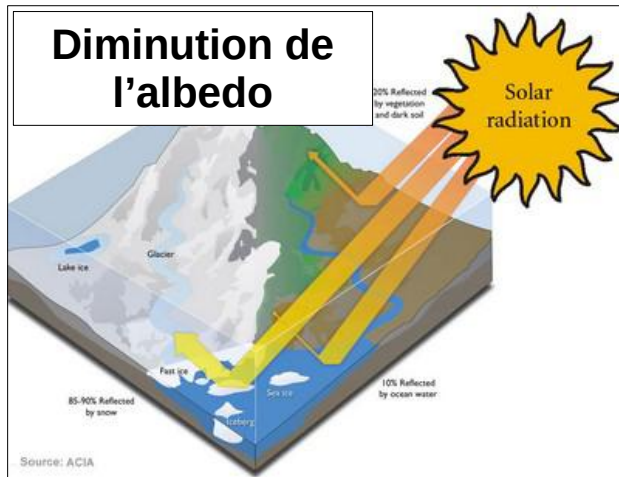 Diminution de
l’albedo
20% Reflected
by vegetation
and dark soil
Solar
radiation
Glacier
Lake ice
Fast ice
Sea ice
85-90% Reflected
by snow
10% Reflected
by ocean water
Iceberg
Source: ACIA